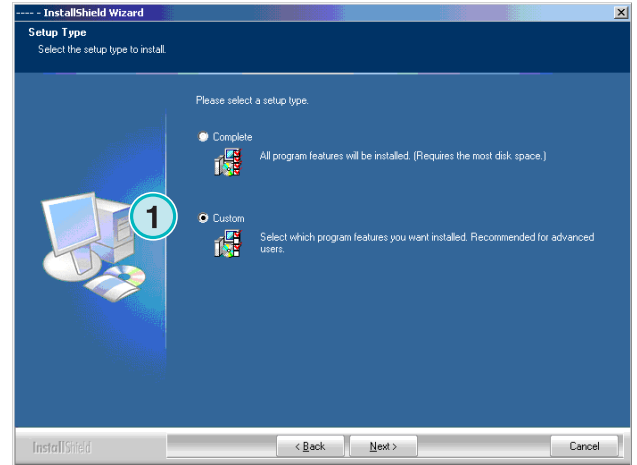 ---- - InstallShield Wizard
Setup Type
Select the setup type to install.
Please select a setup type.
Complete
All program features will be installed. (Requires the most disk space.)
1
Custom
Select which program features you want installed. Recommended for advanced
users.
InstallShield
< Back
Next >
Cancel